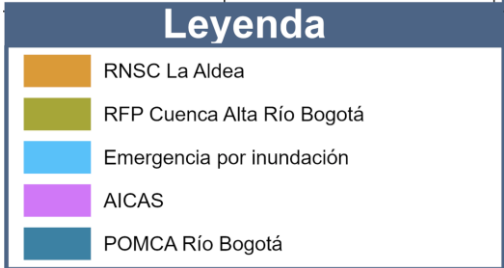 Leyenda
RNSC La Aldea
RFP Cuenca Alta Río Bogotá
Emergencia por inundación
AICAS
POMCA Río Bogotá